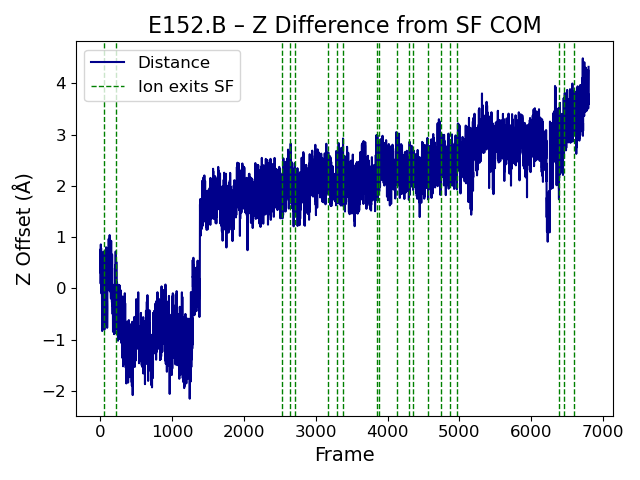 E152.B – Z Difference from SF COM
Distance
Ion exits SF
Z Offset (Å)
4
3
2
1
0
−1
−2
0 1000 2000 3000 4000 5000 6000 7000
Frame